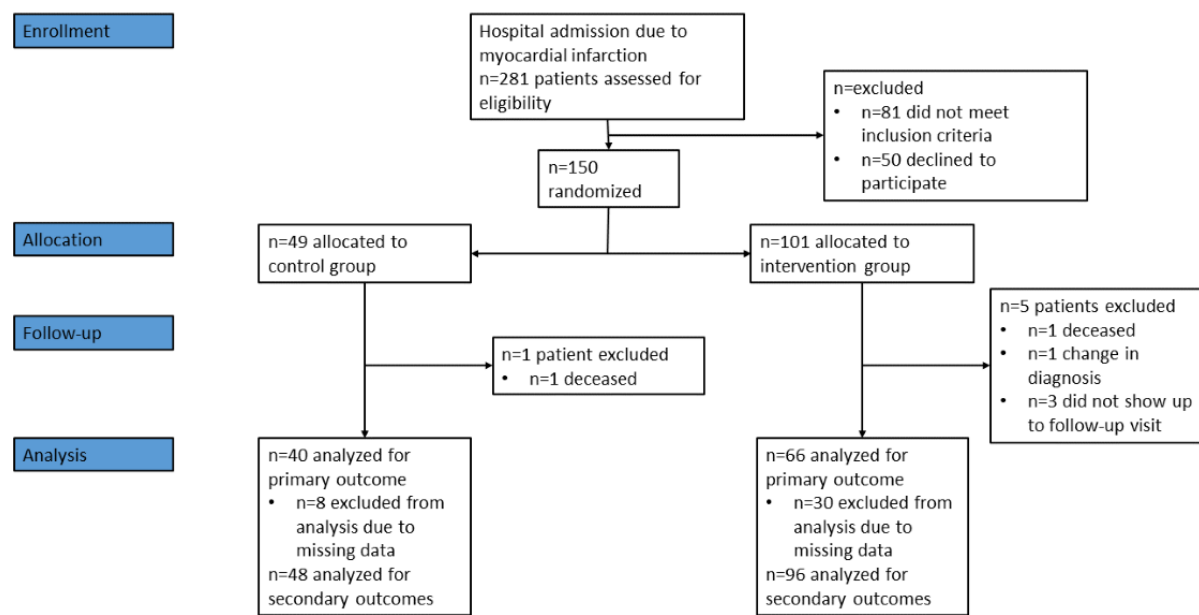 Enrollment
Hospital admission due to
myocardial infarction
n=281 patients assessed for
eligibility
n=excluded
• n=81 did not meet
inclusion criteria
• n=50 declined to
participate
n=150
randomized
Allocation
n=49 allocated to
control group
n=101 allocated to
intervention group
Follow-up
n=1 patient excluded
• n=1 deceased
n=5 patients excluded
• n=1 deceased
• n=1 change in
diagnosis
• n=3 did not show up
to follow-up visit
Analysis
n=40 analyzed for
primary outcome
• n=8 excluded from
analysis due to
missing data
n=48 analyzed for
secondary outcomes
n=66 analyzed for
primary outcome
• n=30 excluded from
analysis due to
missing data
n=96 analyzed for
secondary outcomes